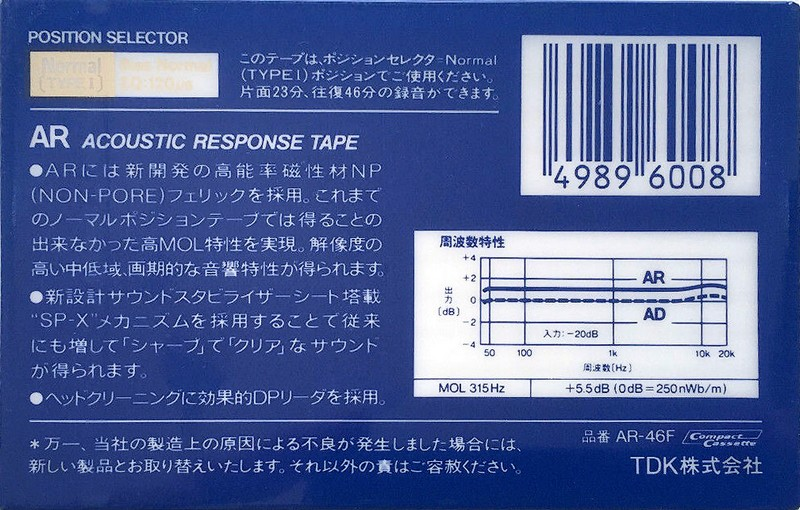 POSITION SELECTOR
Normal
(TYPE I)
Bias Normal
EQ:120μs
このテープは、ポジションセレクタ=Normal
(TYPE I)ポジションでご使用ください。
片面23分、往復46分の録音ができます。
AR ACOUSTIC RESPONSE TAPE
●ARには新開発の高能率磁性材NP
(NON-PORE)フェリックを採用。これまで
のノーマルポジションテープでは得ることの
出来なかった高MOL特性を実現。解像度の
高い中低域、画期的な音響特性が得られます。
●新設計サウンドスタビライザーシート搭載
“SP-X”メカニズムを採用することで従来
にも増して「シャープ」で「クリア」なサウンド
が得られます。
●ヘッドクリーニングに効果的DPリーダを採用。
4989 6008
周波数特性
出力
(dB)
+4
+2
0
-2
-4
AR
AD
入力:-20dB
50 100 1k 10k 20k
周波数(Hz)
MOL 315Hz +5.5dB (0dB=250nWb/m)
*万一、当社の製造上の原因による不良が発生しました場合には、
新しい製品とお取り替えいたします。それ以外の責はご容赦ください。
品番 AR-46F Compact Cassette
TDK株式会社